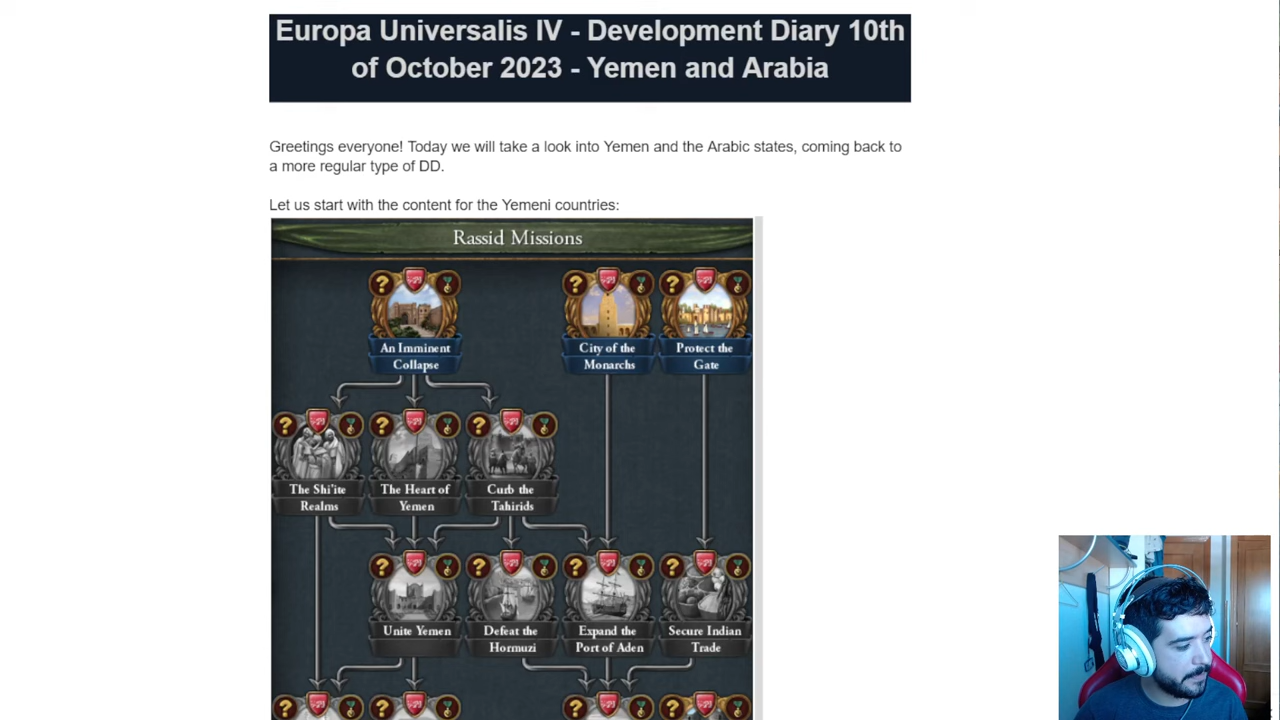 Europa Universalis IV - Development Diary 10th
of October 2023 - Yemen and Arabia
Greetings everyone! Today we will take a look into Yemen and the Arabic states, coming back to
a more regular type of DD.
Let us start with the content for the Yemeni countries:
Rassid Missions
An Imminent
Collapse
City of the
Monarchs
Protect the
Gate
The Shi'ite
Realms
The Heart of
Yemen
Curb the
Tahirids
Unite Yemen
Defeat the
Hormuzi
Expand the
Port of Aden
Secure Indian
Trade